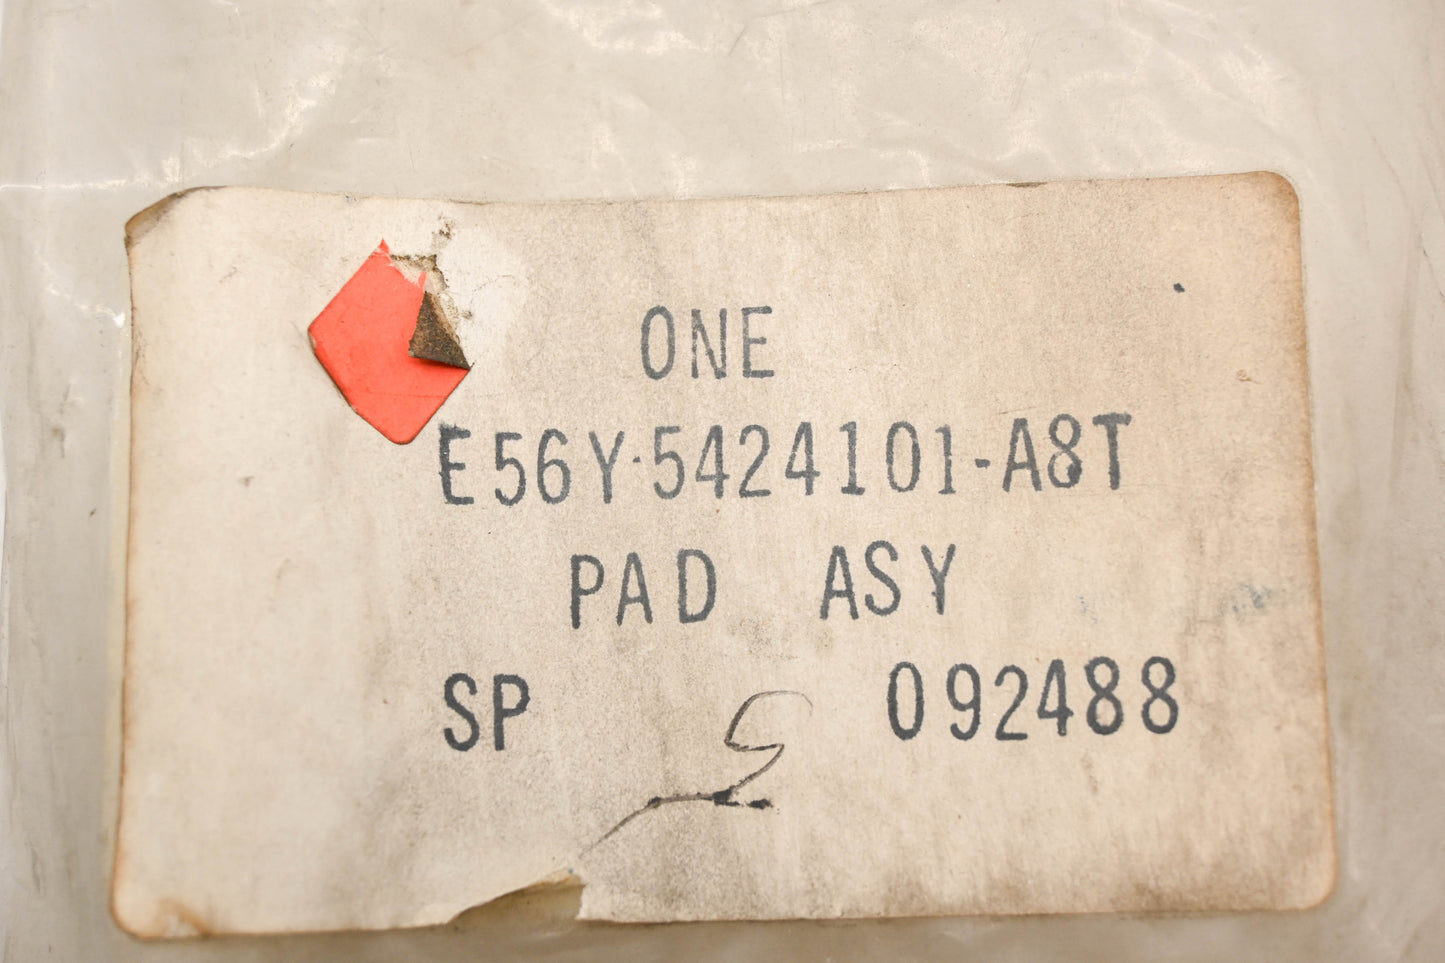 ONE
E56Y-5424101-A8T
PAD ASY
SP 092488